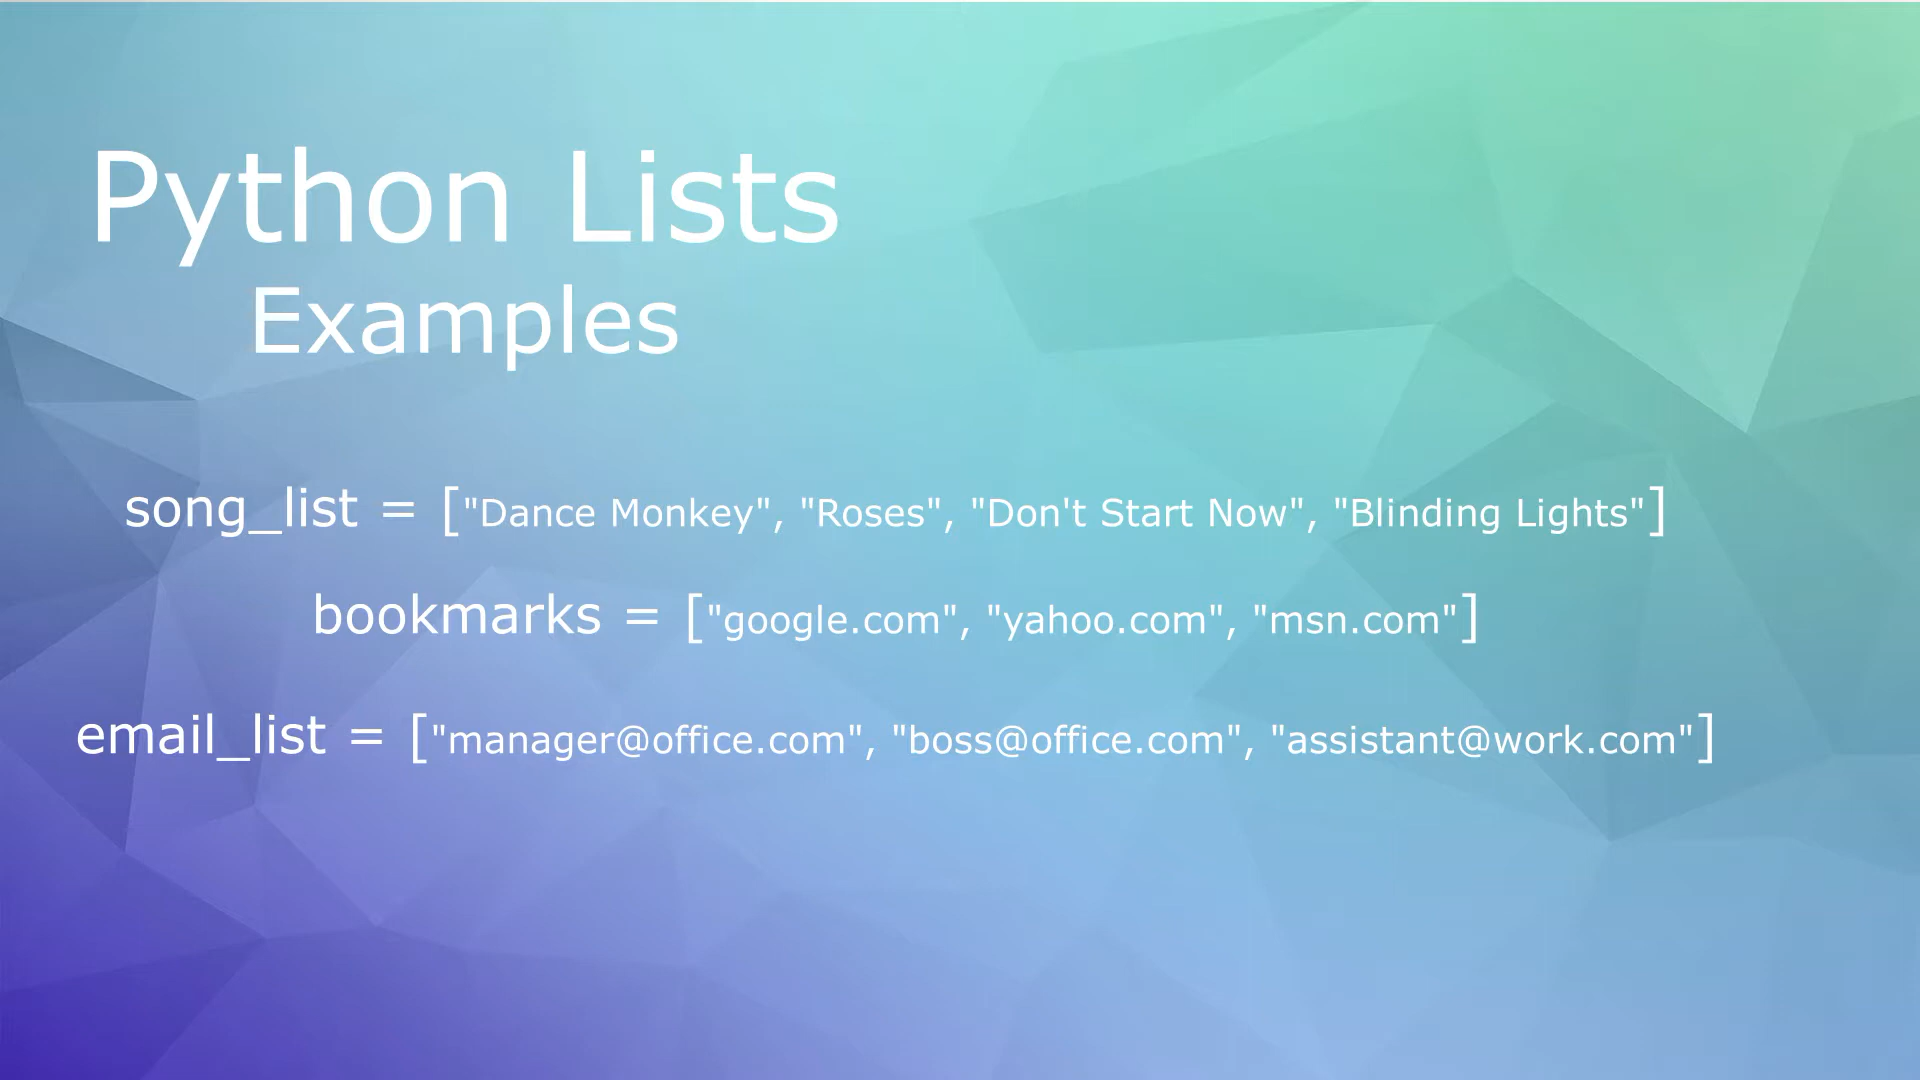 Python Lists
Examples
song_list = ["Dance Monkey", "Roses", "Don't Start Now", "Blinding Lights"]
bookmarks = ["google.com", "yahoo.com", "msn.com"]
email_list = ["manager@office.com", "boss@office.com", "assistant@work.com"]